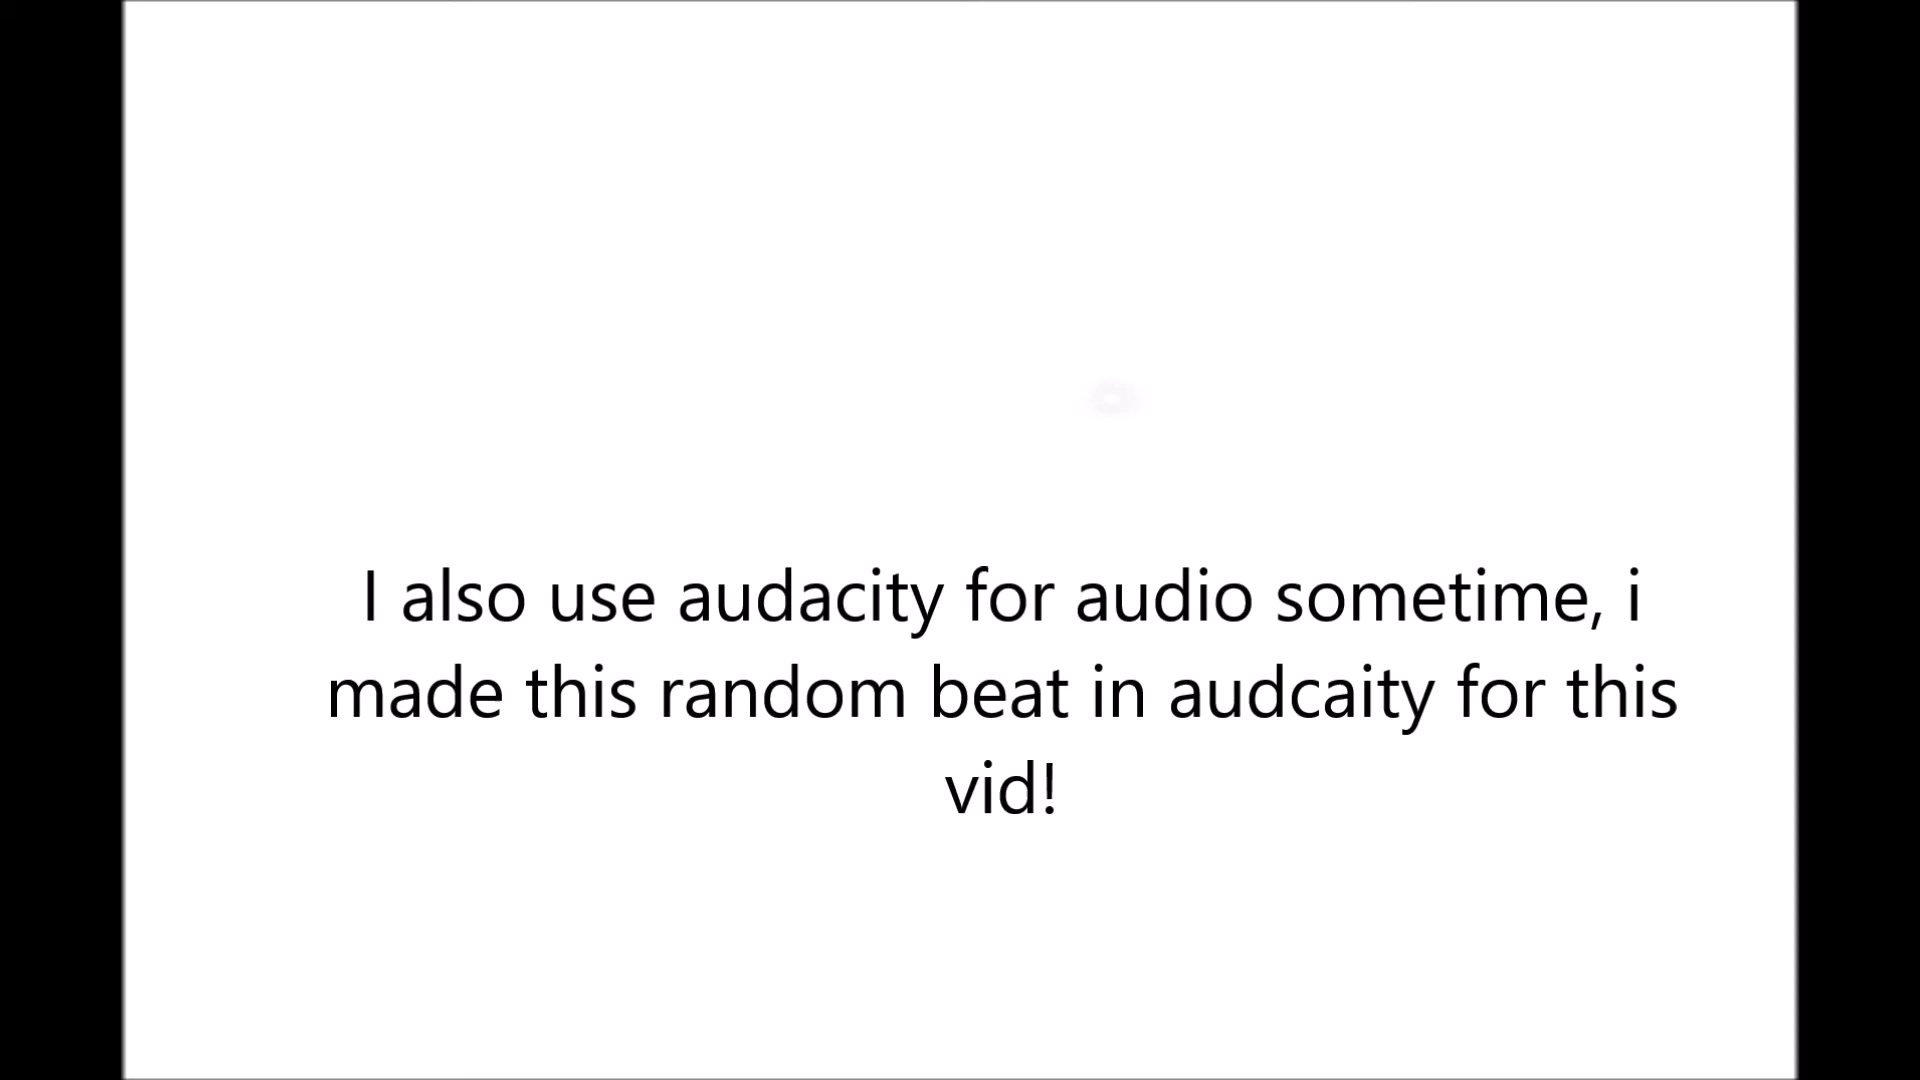 I also use audacity for audio sometime, i
made this random beat in audcaity for this
vid!